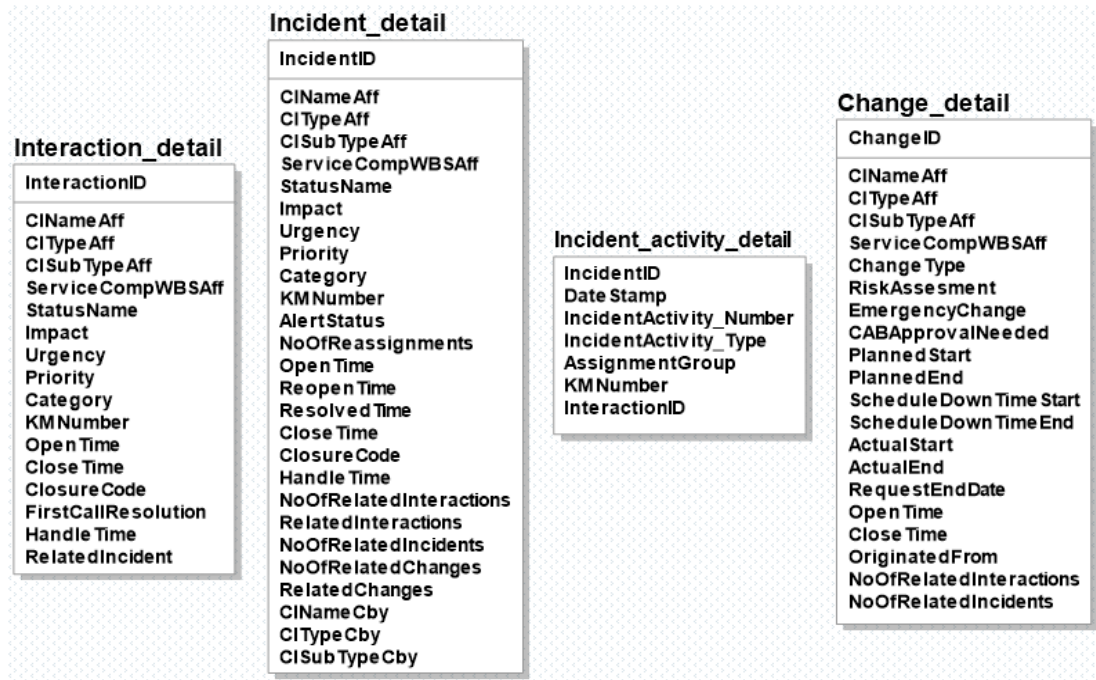 Interaction_detail
InteractionID
CINameAff
CITypeAff
CISubTypeAff
ServiceCompWBSAff
StatusName
Impact
Urgency
Priority
Category
KMNumber
OpenTime
CloseTime
ClosureCode
FirstCallResolution
HandleTime
RelatedIncident
Incident_detail
IncidentID
CINameAff
CITypeAff
CISubTypeAff
ServiceCompWBSAff
StatusName
Impact
Urgency
Priority
Category
KMNumber
AlertStatus
NoOfReassignments
OpenTime
ReopenTime
ResolvedTime
CloseTime
ClosureCode
HandleTime
NoOfRelatedInteractions
RelatedInteractions
NoOfRelatedIncidents
NoOfRelatedChanges
RelatedChanges
CINameCby
CITypeCby
CISubTypeCby
Incident_activity_detail
IncidentID
DateStamp
IncidentActivity_Number
IncidentActivity_Type
AssignmentGroup
KMNumber
InteractionID
Change_detail
ChangeID
CINameAff
CITypeAff
CISubTypeAff
ServiceCompWBSAff
ChangeType
RiskAssesment
EmergencyChange
CABApprovalNeeded
PlannedStart
PlannedEnd
ScheduleDownTimeStart
ScheduleDownTimeEnd
ActualStart
ActualEnd
RequestEndDate
OpenTime
CloseTime
OriginatedFrom
NoOfRelatedInteractions
NoOfRelatedIncidents